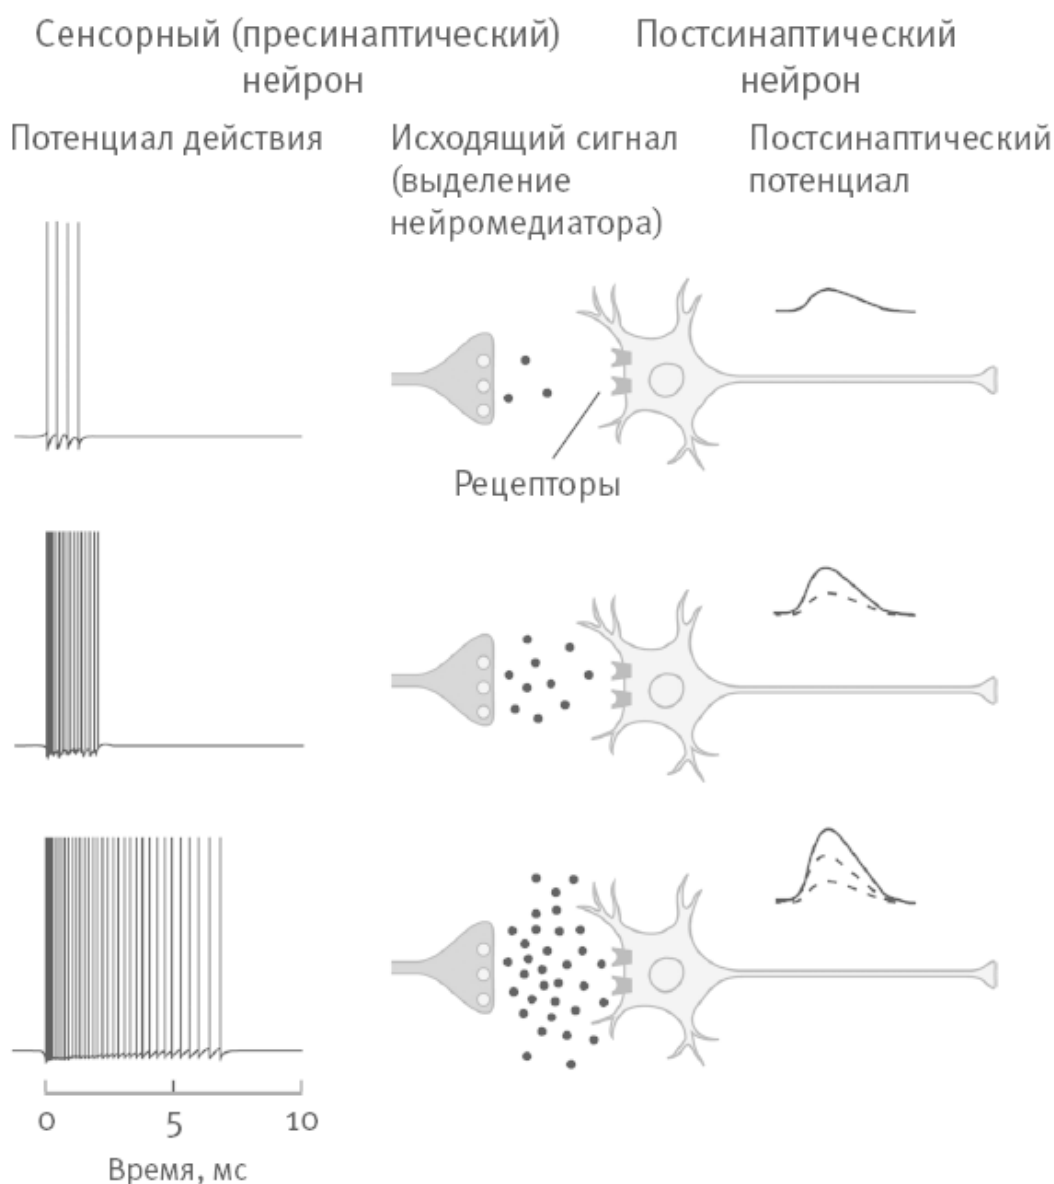 Сенсорный (пресинаптический)
нейрон
Постсинаптический
нейрон
Потенциал действия
Исходящий сигнал
(выделение
нейромедиатора)
Постсинаптический
потенциал
Рецепторы
0 5 10
Время, мс